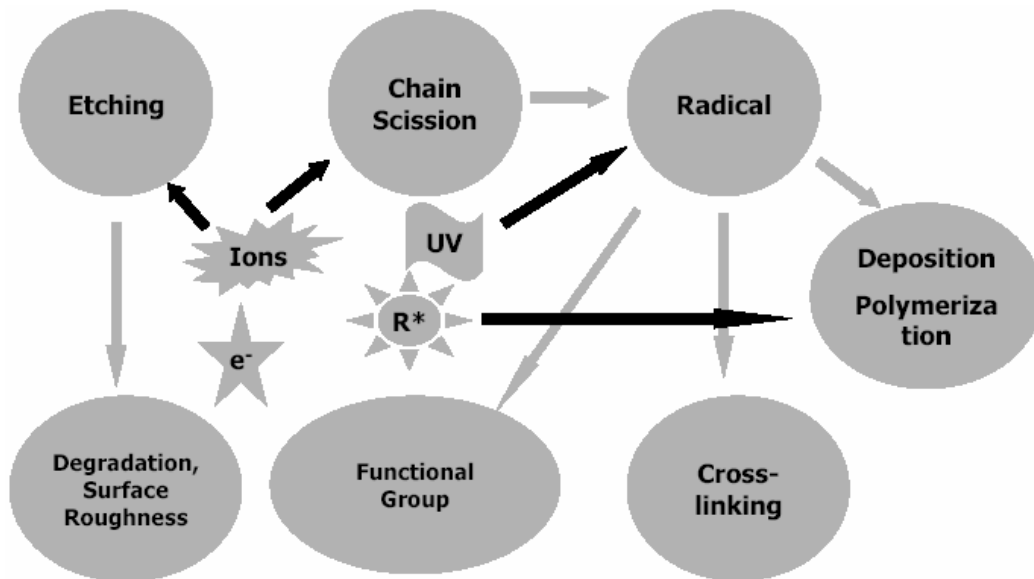 Etching
Chain
Scission
Radical
Ions
UV
R*
e-
Deposition
Polymeriza
tion
Degradation,
Surface
Roughness
Functional
Group
Cross-
linking